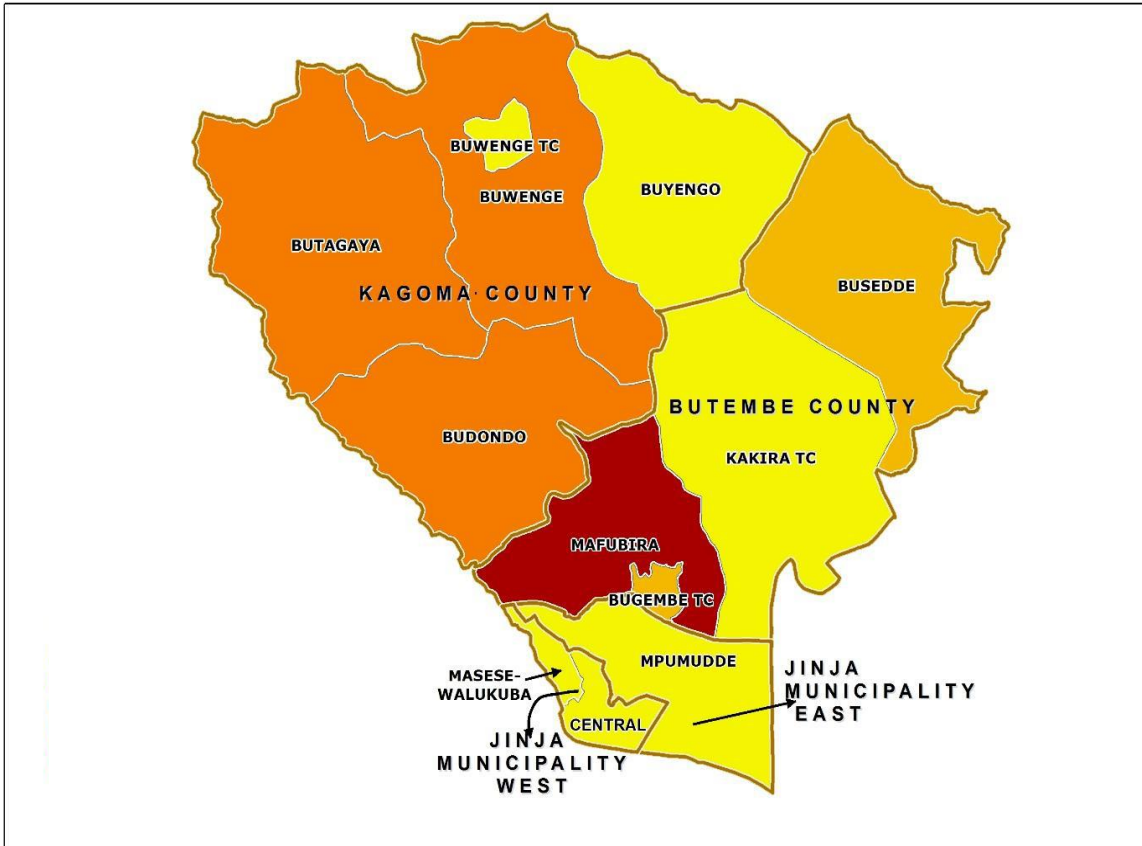 BUWENGE TC
BUYENGO
BUWENGE
BUTAGAYA
BUSEDDE
KAGOMA COUNTY
BUTEMBE COUNTY
BUDONDO
KAKIRA TC
MAFUBIRA
BUGEMBE TC
MPUMUDDE
MASESE-
WALUKUBA
CENTRAL
JINJA
MUNICIPALITY
EAST
JINJA
MUNICIPALITY
WEST